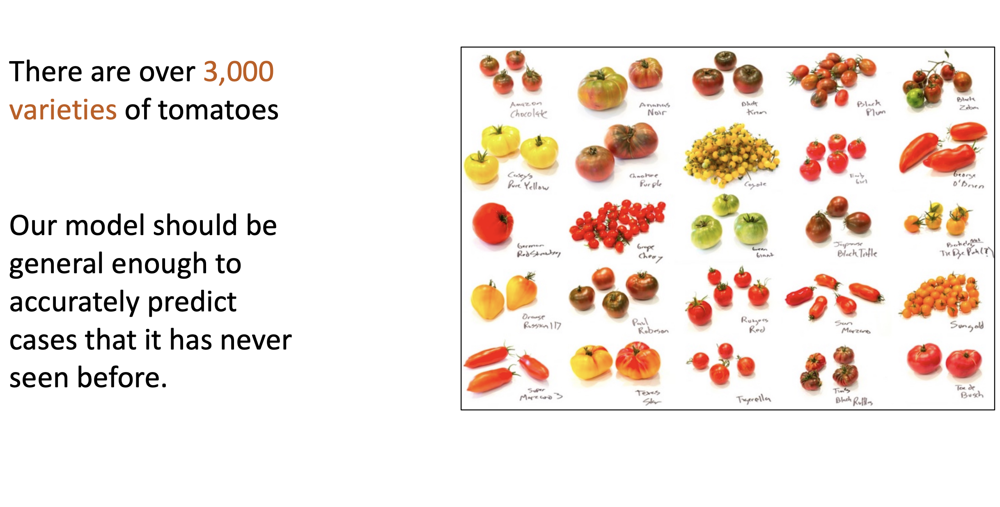 There are over 3,000
varieties of tomatoes
Our model should be
general enough to
accurately predict
cases that it has never
seen before.
Amazon
Chocolate
Ananas
Noir
Black
Krim
Black
Plum
Black
Zebra
Casey's
Pure Yellow
Cherokee
Purple
Coyote
Early
Girl
George
O'Brien
German
Red Strawberry
Grape
Cherry
Green
Giant
Japanese
Black Trifle
Not
Berkeley
Tie Dye Pink (?)
Orange
Russian 117
Paul
Robeson
Rutgers
Red
San
Marzano
Sungold
Super
Marzano 3
Texas
Star
Tigerella
Tim's
Black Ruffles
Toe de
Busch